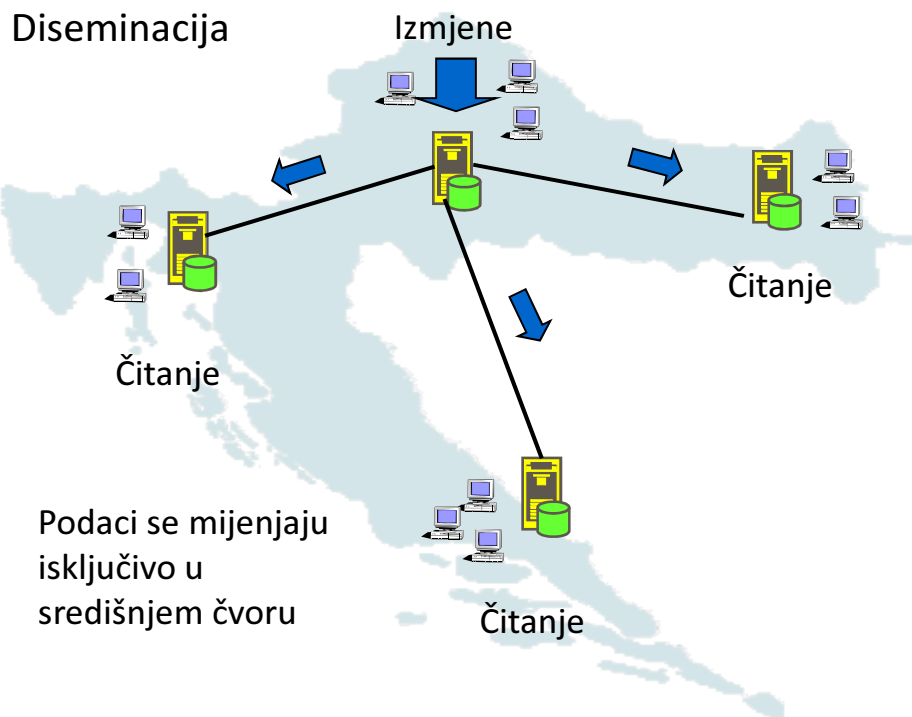 Diseminacija
Izmjene
Čitanje
Čitanje
Podaci se mijenjaju
isključivo u
središnjem čvoru
Čitanje